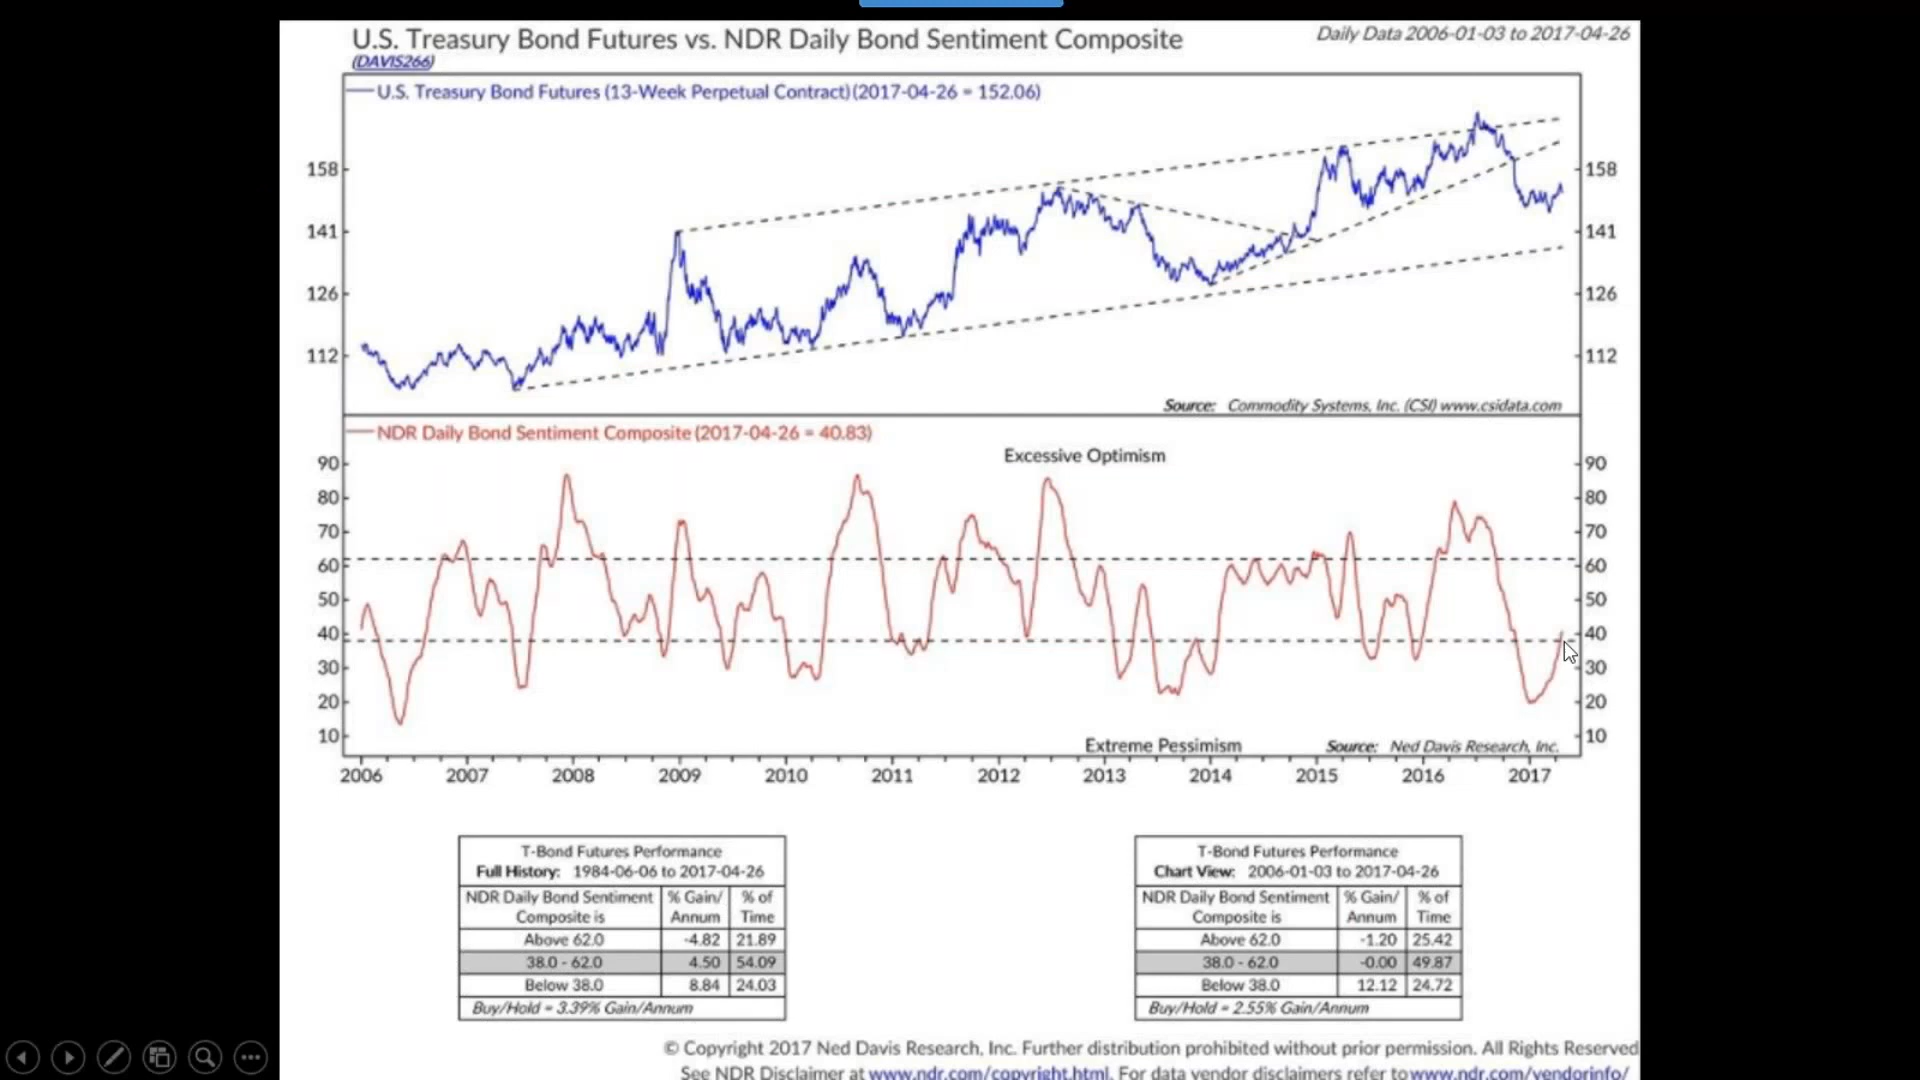 U.S. Treasury Bond Futures vs. NDR Daily Bond Sentiment Composite
Daily Data 2006-01-03 to 2017-04-26
(DAVIS266)
U.S. Treasury Bond Futures (13-Week Perpetual Contract) (2017-04-26 = 152.06)
158 158
141 141
126 126
112 112
Source: Commodity Systems, Inc. (CSI) www.csidata.com
NDR Daily Bond Sentiment Composite (2017-04-26 = 40.83)
Excessive Optimism
90 90
80 80
70 70
60 60
50 50
40 40
30 30
20 20
10 10
Extreme Pessimism
Source: Ned Davis Research, Inc.
2006 2007 2008 2009 2010 2011 2012 2013 2014 2015 2016 2017
T-Bond Futures Performance
Full History: 1984-06-06 to 2017-04-26
NDR Daily Bond Sentiment % Gain/ % of
Composite is Annum Time
Above 62.0 -4.82 21.89
38.0 - 62.0 4.50 54.09
Below 38.0 8.84 24.03
Buy/Hold = 3.39% Gain/Annum
T-Bond Futures Performance
Chart View: 2006-01-03 to 2017-04-26
NDR Daily Bond Sentiment % Gain/ % of
Composite is Annum Time
Above 62.0 -1.20 25.42
38.0 - 62.0 -0.00 49.87
Below 38.0 12.12 24.72
Buy/Hold = 2.55% Gain/Annum
© Copyright 2017 Ned Davis Research, Inc. Further distribution prohibited without prior permission. All Rights Reserved
See NDR Disclaimer at www.ndr.com/copyright.html. For data vendor disclaimers refer to www.ndr.com/vendorinfo/